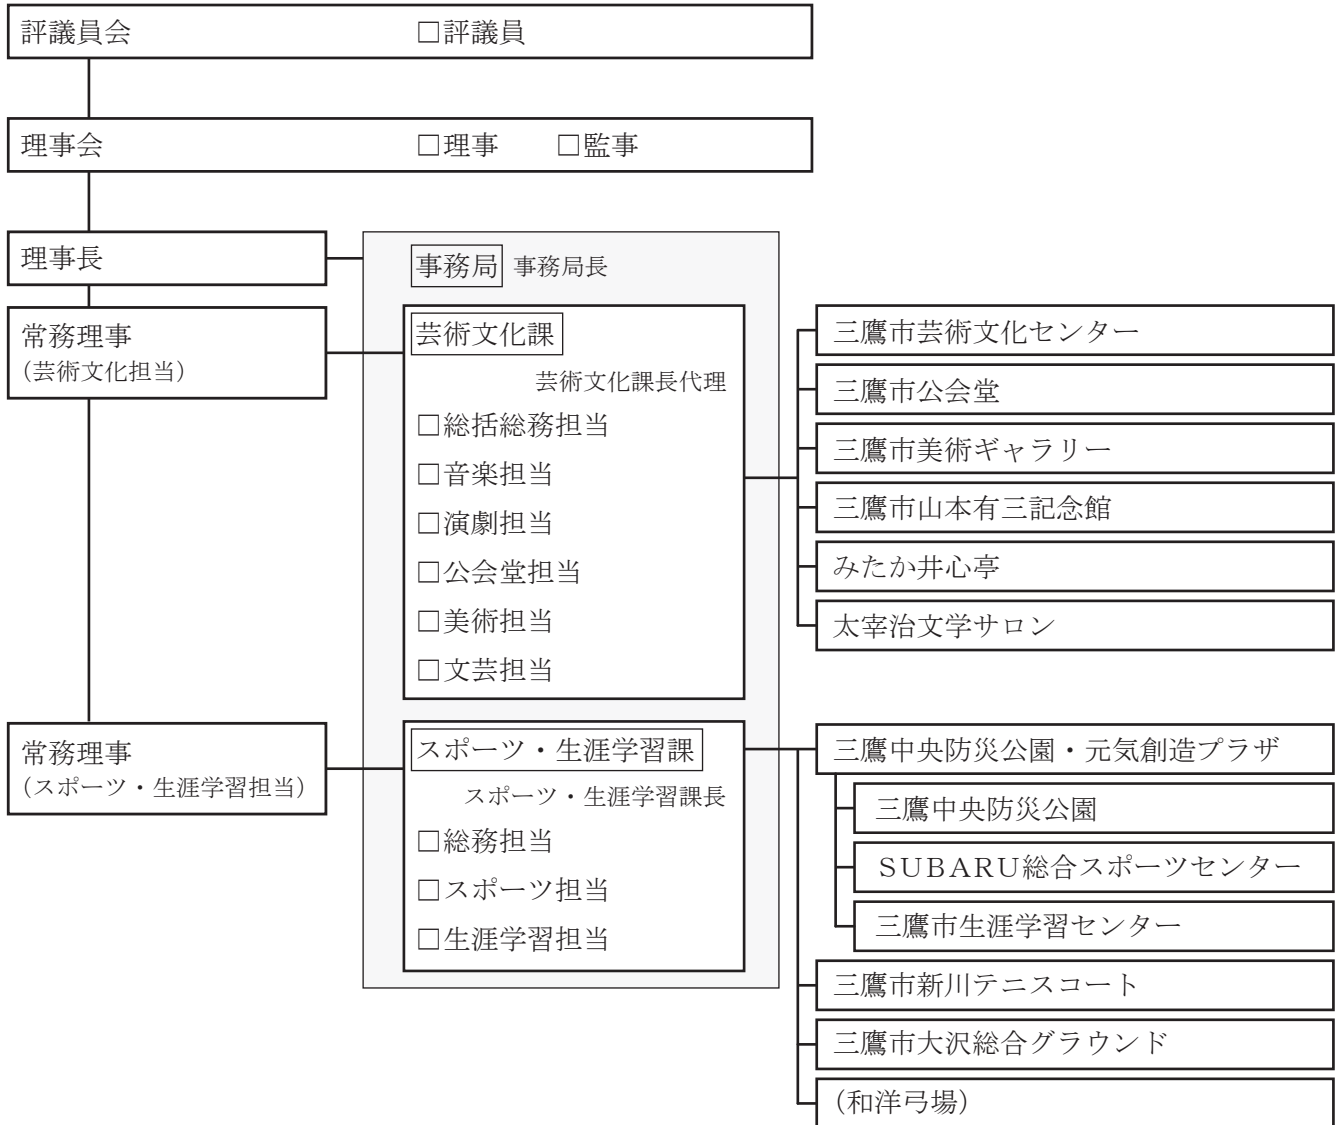 評議員会 □評議員
理事会 □理事 □監事
理事長
事務局 事務局長
常務理事
（芸術文化担当）
芸術文化課
芸術文化課長代理
□総括総務担当
□音楽担当
□演劇担当
□公会堂担当
□美術担当
□文芸担当
三鷹市芸術文化センター
三鷹市公会堂
三鷹市美術ギャラリー
三鷹市山本有三記念館
みたか井心亭
太宰治文学サロン
常務理事
（スポーツ・生涯学習担当）
スポーツ・生涯学習課
スポーツ・生涯学習課長
□総務担当
□スポーツ担当
□生涯学習担当
三鷹中央防災公園・元気創造プラザ
三鷹中央防災公園
SUBARU総合スポーツセンター
三鷹市生涯学習センター
三鷹市新川テニスコート
三鷹市大沢総合グラウンド
（和洋弓場）